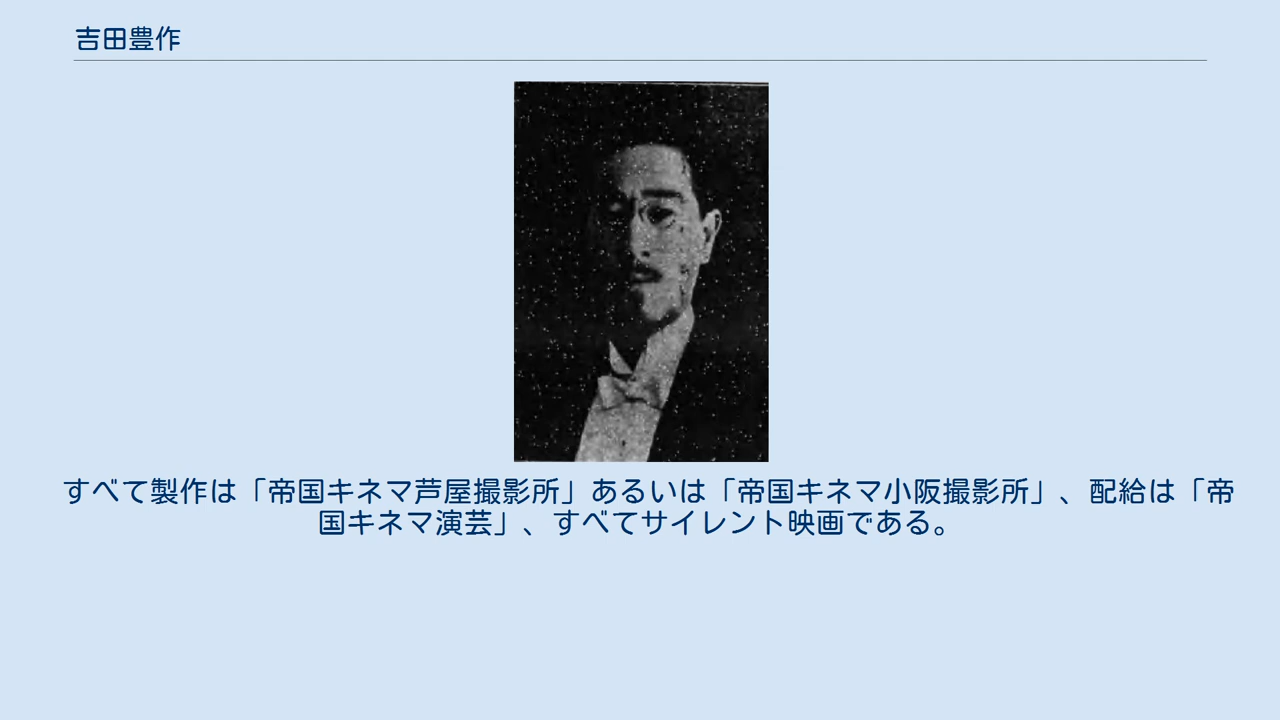 吉田豊作
すべて製作は「帝国キネマ芦屋撮影所」あるいは「帝国キネマ小阪撮影所」、配給は「帝
国キネマ演芸」、すべてサイレント映画である。